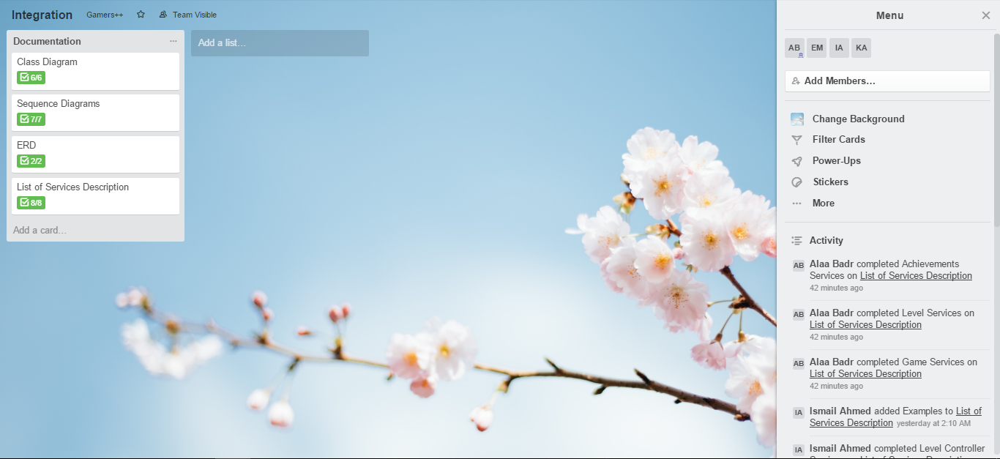 Integration Gamers++ Team Visible
Documentation ...
Class Diagram
6/6
Sequence Diagrams
7/7
ERD
2/2
List of Services Description
8/8
Add a card...
Add a list...
Menu
AB EM IA KA
Add Members...
Change Background
Filter Cards
Power-Ups
Stickers
More
Activity
AB Alaa Badr completed Achievements
Services on List of Services Description
42 minutes ago
AB Alaa Badr completed Level Services on
List of Services Description
42 minutes ago
AB Alaa Badr completed Game Services on
List of Services Description
42 minutes ago
IA Ismail Ahmed added Examples to List of
Services Description yesterday at 2:10 AM
IA Ismail Ahmed completed Level Controller